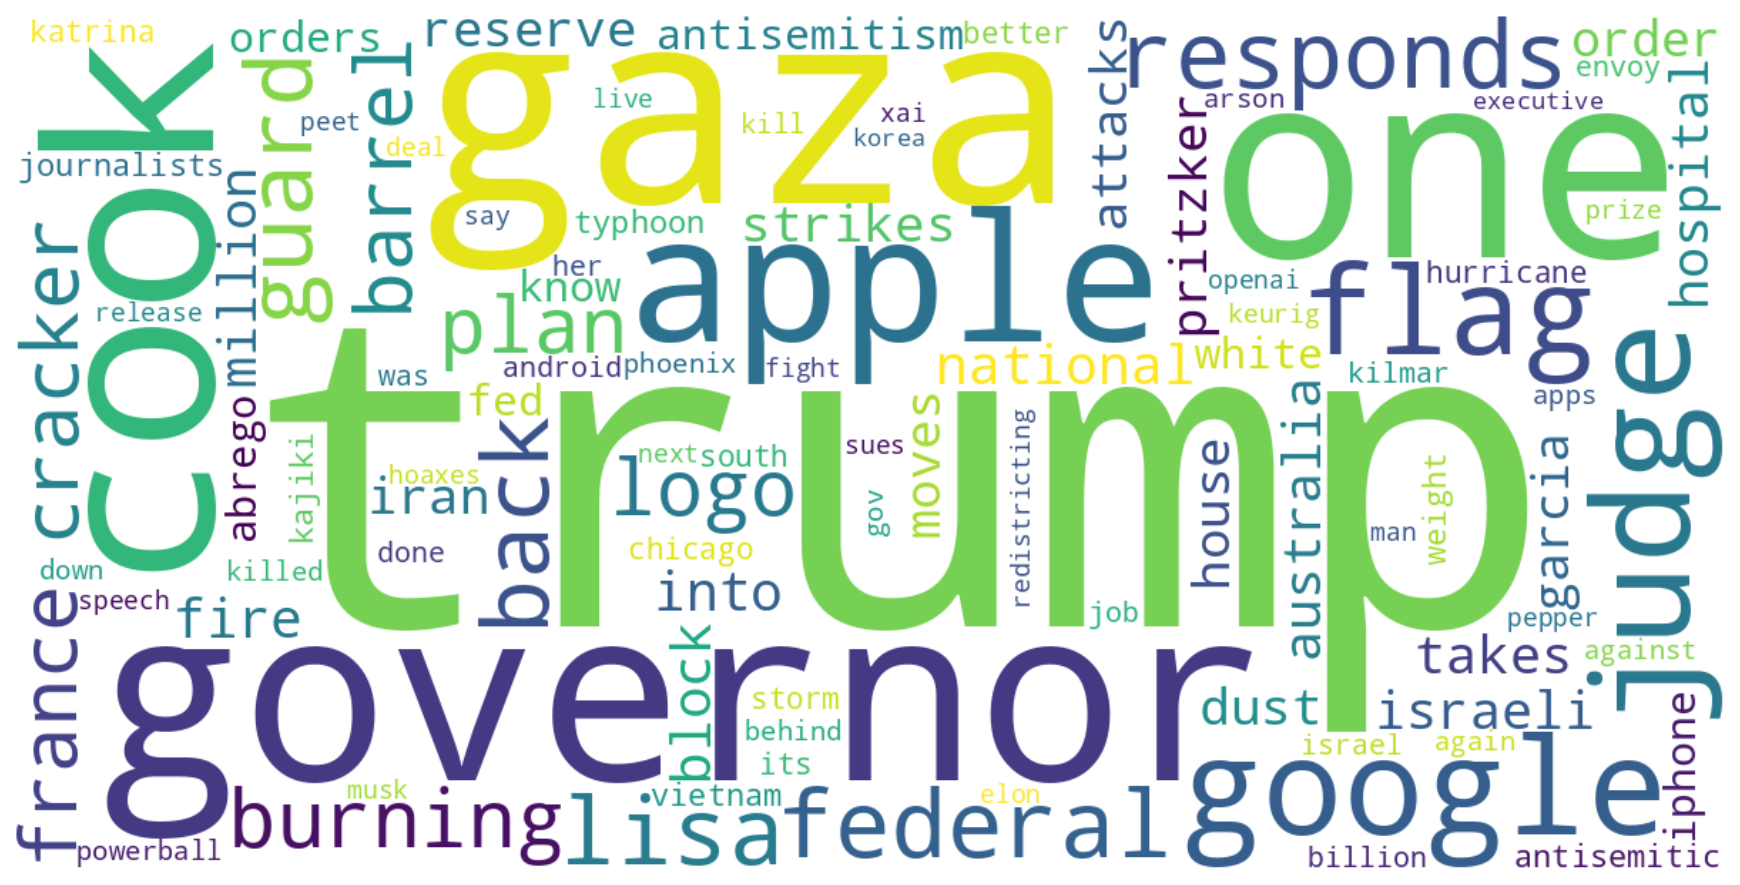 katrina
orders
reserve
antisemitism
better
responds
order
envoy
cook
guard
barrel
gaza
live
kill
xai
korea
attacks
arson
executive
one
hospital
peet
deal
journalists
say
typhoon
strikes
pritzker
prize
million
cracker
release
her
know
plan
apple
openai
hurricane
keurig
flag
judge
was
android
phoenix
fight
national
white
kilmar
apps
abrego
fed
trump
kajiki
hoaxes
iran
back
next
south
logo
sues
gov
moves
redistricting
house
australia
man
weight
garcia
done
chicago
down
killed
speech
fire
into
job
pepper
france
governor
block
storm
behind
its
dust
takes
against
israeli
israel
again
iphone
powerball
burning
musk
lisa
vietnam
federal
elon
google
billion
antisemitic